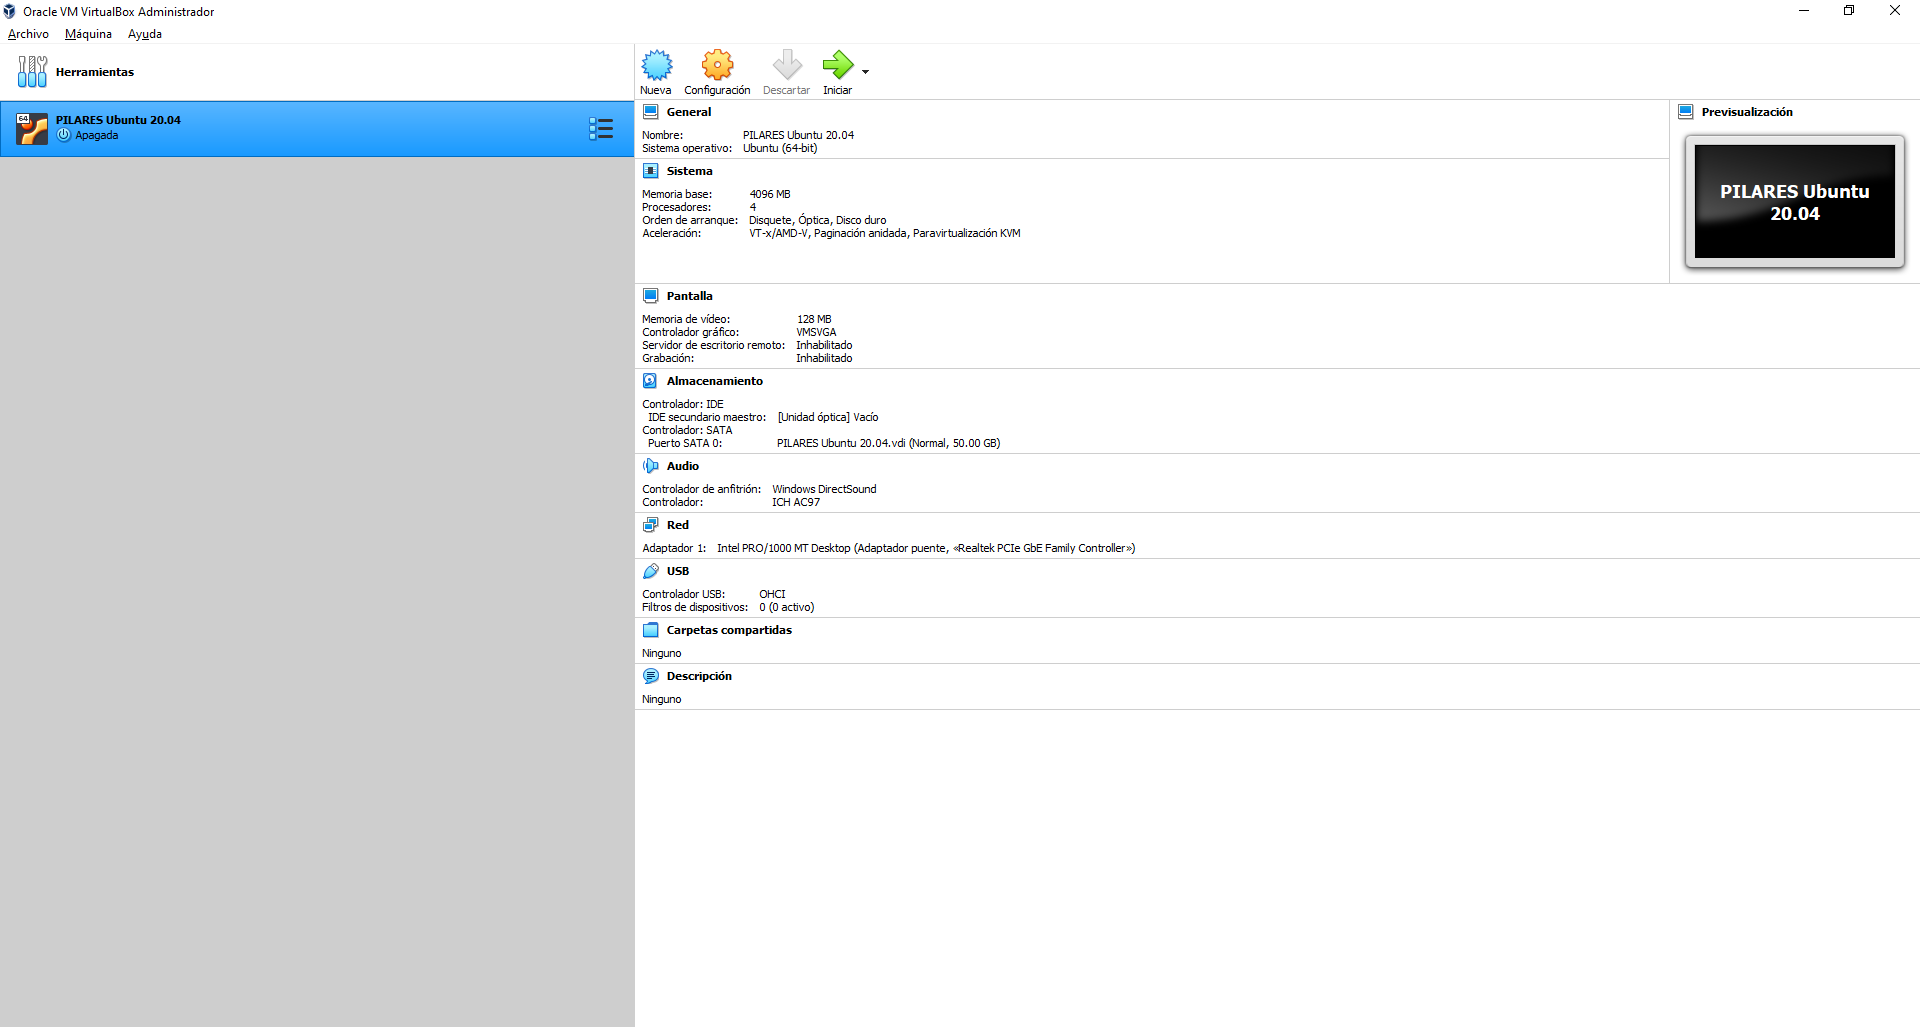 Oracle VM VirtualBox Administrador
Archivo Máquina Ayuda
Herramientas
64
PILARES Ubuntu 20.04
Apagada
Nueva Configuración Descartar Iniciar
General
Nombre: PILARES Ubuntu 20.04
Sistema operativo: Ubuntu (64-bit)
Previsualización
PILARES Ubuntu
20.04
Sistema
Memoria base: 4096 MB
Procesadores: 4
Orden de arranque: Disquete, Óptica, Disco duro
Aceleración: VT-x/AMD-V, Paginación anidada, Paravirtualización KVM
Pantalla
Memoria de vídeo: 128 MB
Controlador gráfico: VMSVGA
Servidor de escritorio remoto: Inhabilitado
Grabación: Inhabilitado
Almacenamiento
Controlador: IDE
IDE secundario maestro: [Unidad óptica] Vacío
Controlador: SATA
Puerto SATA 0: PILARES Ubuntu 20.04.vdi (Normal, 50.00 GB)
Audio
Controlador de anfitrión: Windows DirectSound
Controlador: ICH AC97
Red
Adaptador 1: Intel PRO/1000 MT Desktop (Adaptador puente, «Realtek PCIe GbE Family Controller»)
USB
Controlador USB: OHCI
Filtros de dispositivos: 0 (0 activo)
Carpetas compartidas
Ninguno
Descripción
Ninguno